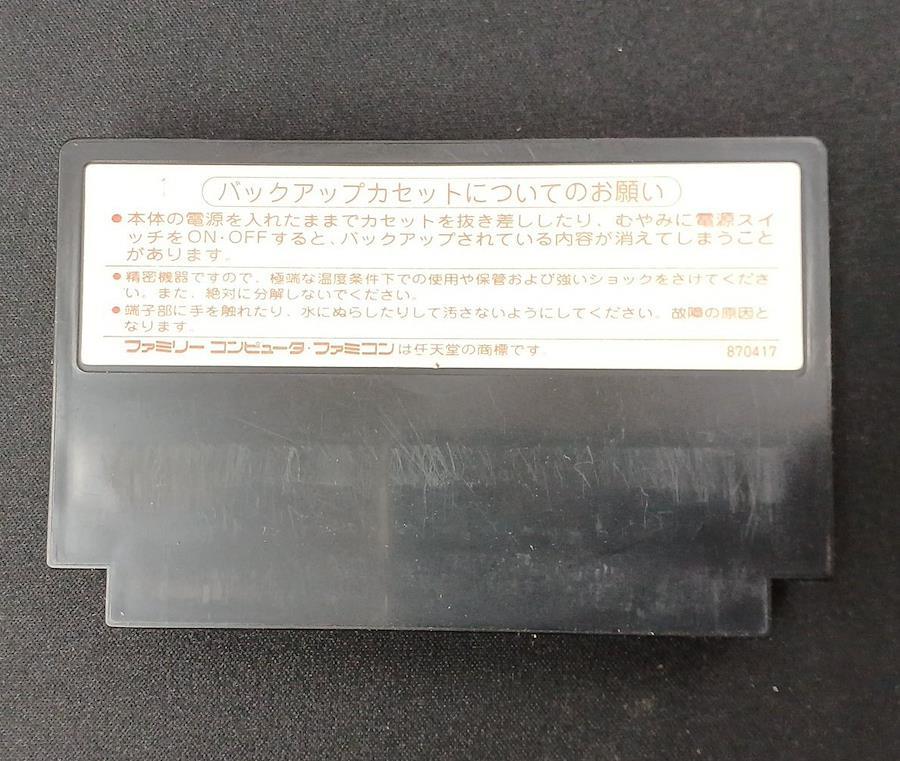 バックアップカセットについてのお願い
●本体の電源を入れたままでカセットを抜き差ししたり、むやみに電源スイ
ッチをON・OFFすると、バックアップされている内容が消えてしまうこと
があります。
●精密機器ですので、極端な温度条件下での使用や保管および強いショックをさけてくださ
い。また、絶対に分解しないでください。
●端子部に手を触れたり、水にぬらしたりして汚さないようにしてください。故障の原因と
なります。
ファミリーコンピュータ・ファミコンは任天堂の商標です。
870417